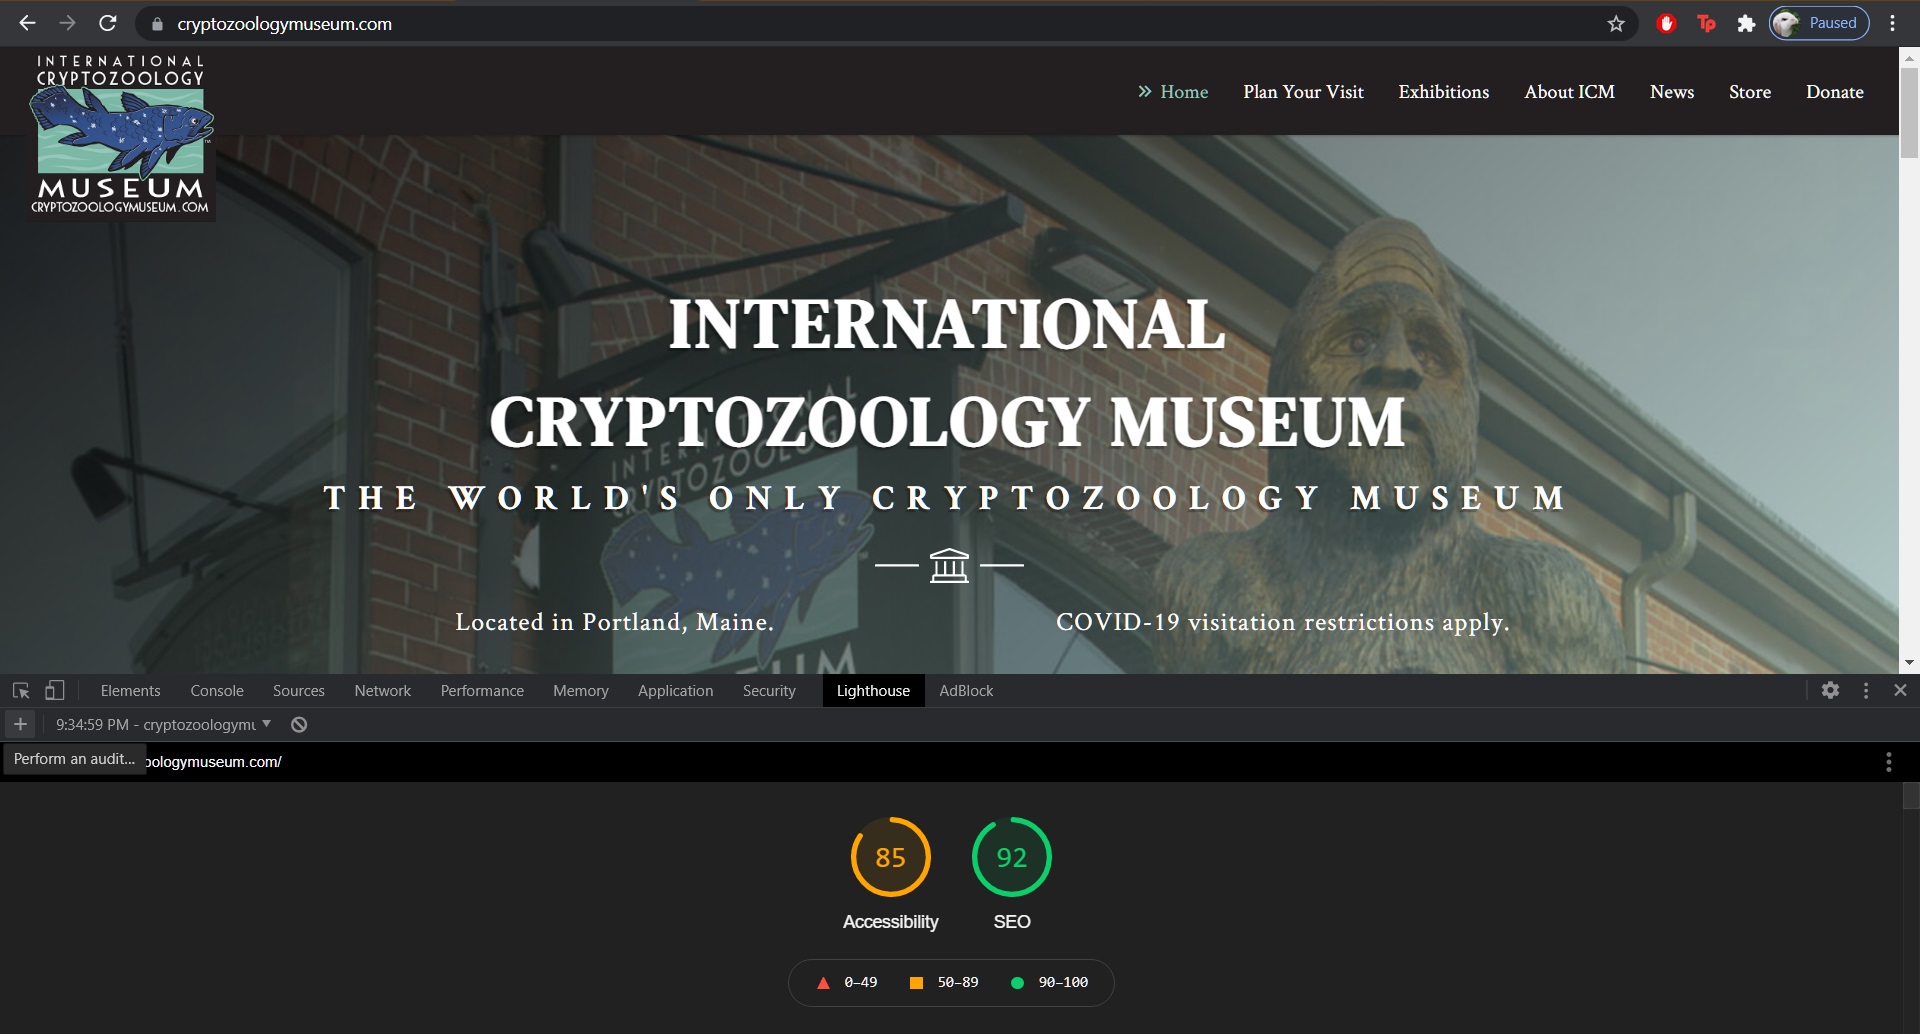 cryptozoologymuseum.com
Tp
Paused
INTERNATIONAL
CRYPTOZOOLOGY
MUSEUM
CRYPTOZOOLOGYMUSEUM.COM
Home Plan Your Visit Exhibitions About ICM News Store Donate
INTERNATIONAL
CRYPTOZOOLOGY MUSEUM
THE WORLD'S ONLY CRYPTOZOOLOGY MUSEUM
Located in Portland, Maine. COVID-19 visitation restrictions apply.
Elements Console Sources Network Performance Memory Application Security Lighthouse AdBlock
9:34:59 PM - cryptozoologymu
Perform an audit... ologymuseum.com/
85 92
Accessibility SEO
0–49 50–89 90–100